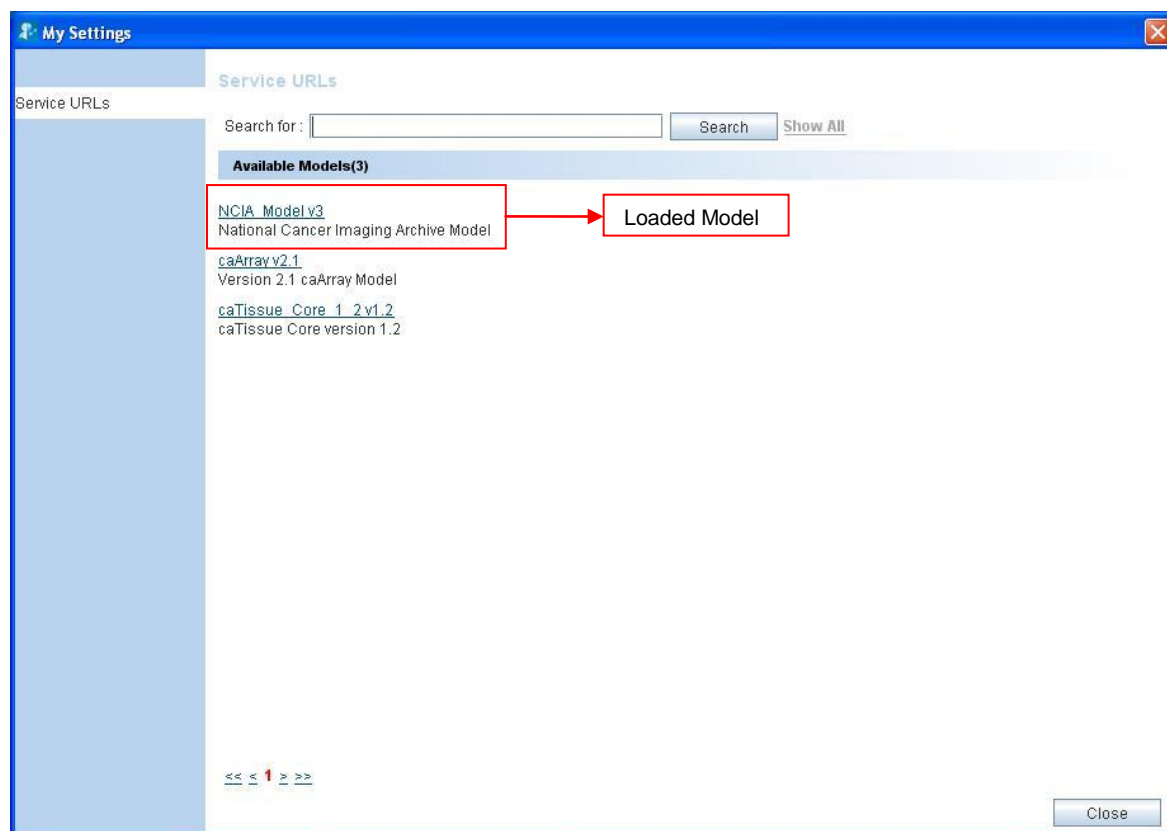 My Settings
Service URLs
Service URLs
Search for :
Search
Show All
Available Models(3)
NCIA_Model v3
National Cancer Imaging Archive Model
Loaded Model
caArray v2.1
Version 2.1 caArray Model
caTissue_Core_1_2 v1.2
caTissue Core version 1.2
<< < 1 > >>
Close